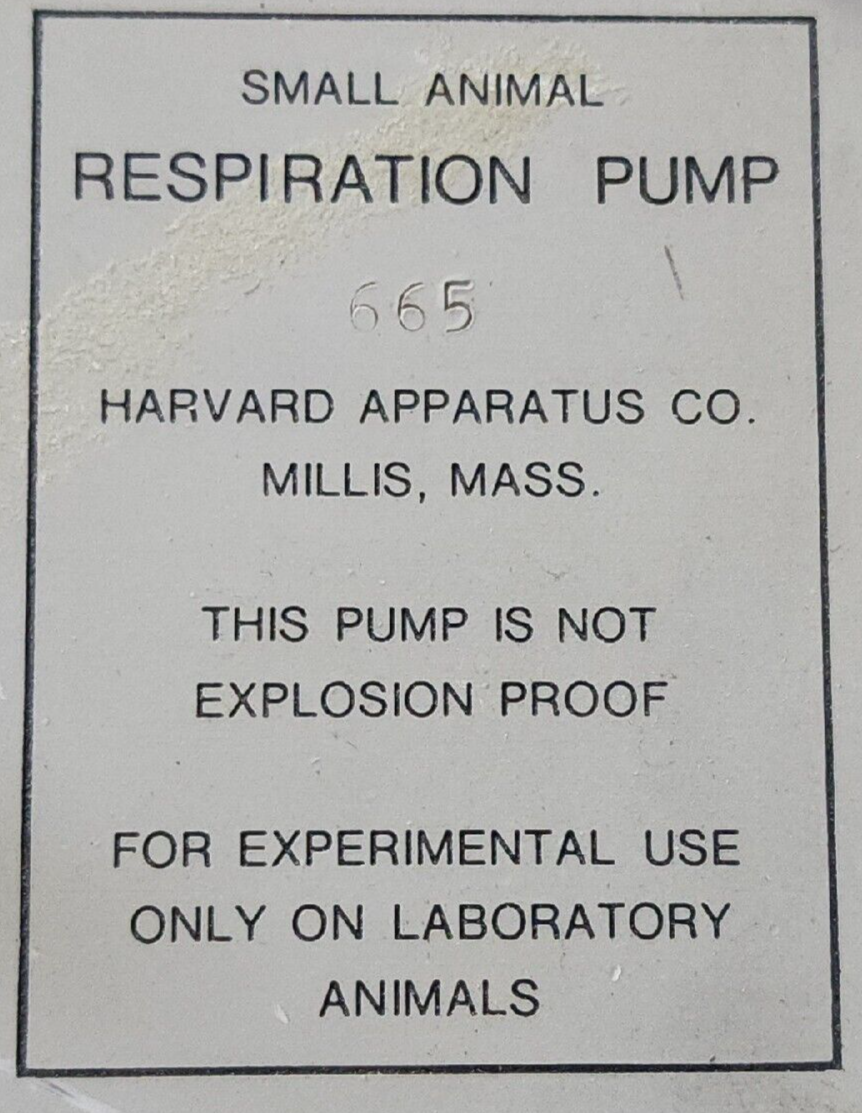 SMALL ANIMAL
RESPIRATION PUMP
665
HARVARD APPARATUS CO.
MILLIS, MASS.
THIS PUMP IS NOT
EXPLOSION PROOF
FOR EXPERIMENTAL USE
ONLY ON LABORATORY
ANIMALS